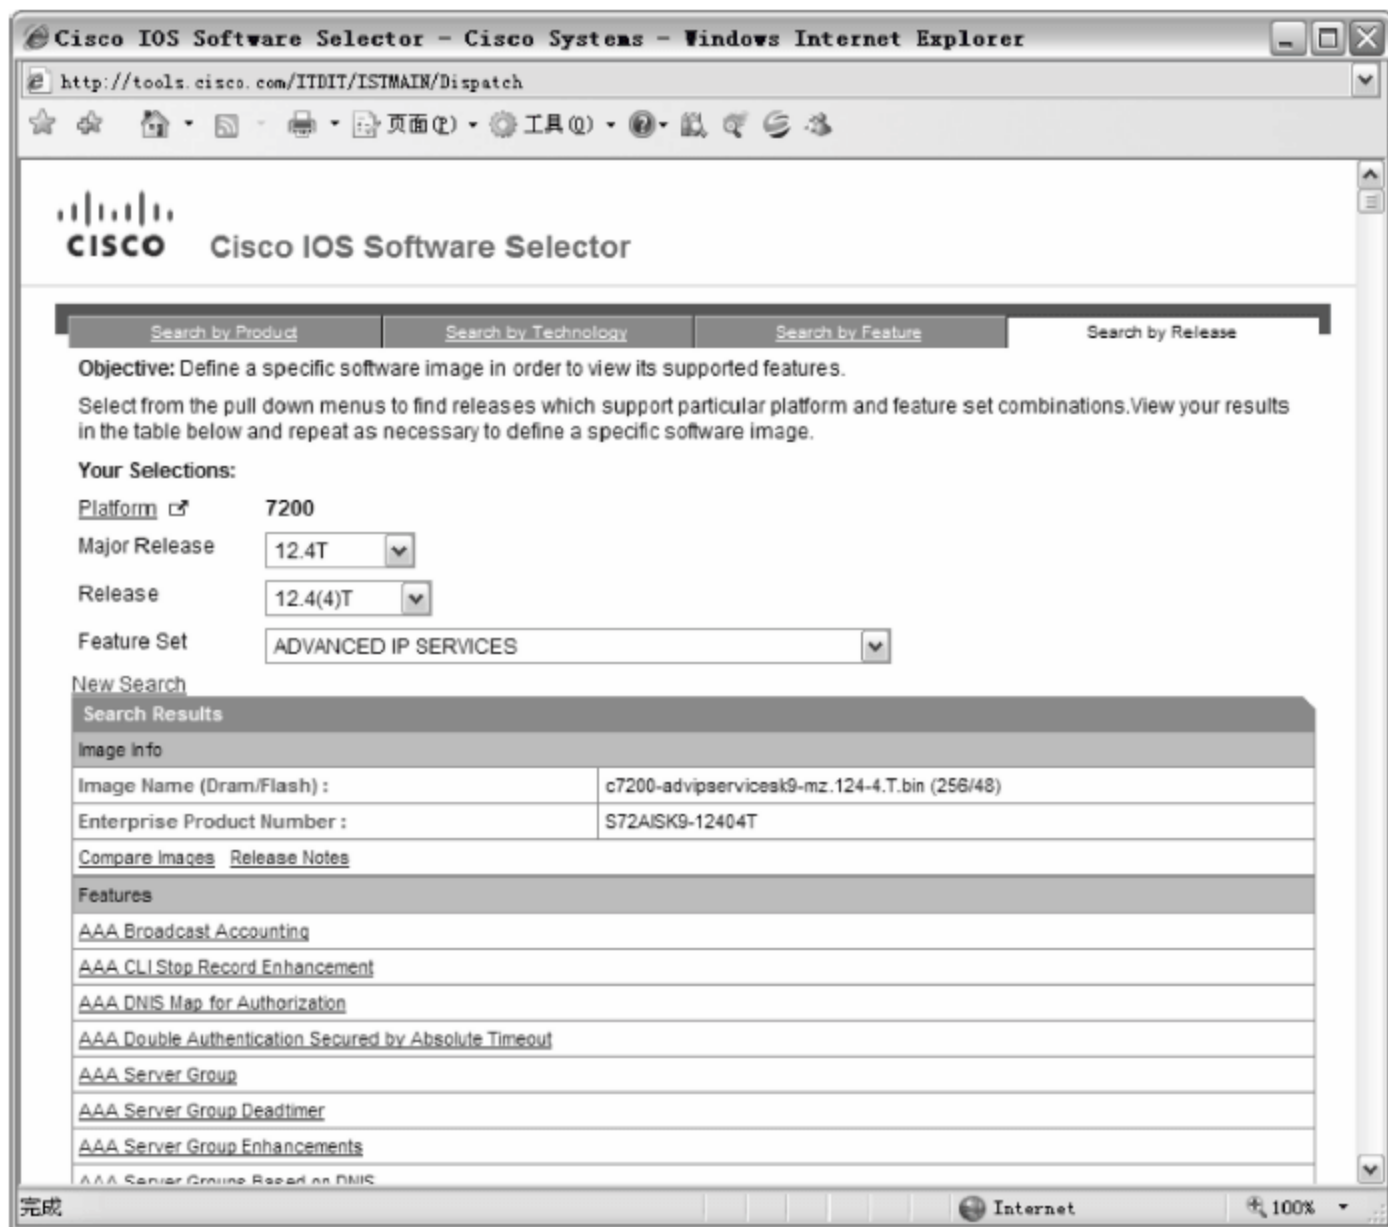 Cisco IOS Software Selector - Cisco Systems - Windows Internet Explorer
http://tools.cisco.com/ITDIT/ISTMAIN/Dispatch
页面(P) 工具(O)
CISCO Cisco IOS Software Selector
Search by Product Search by Technology Search by Feature Search by Release
Objective: Define a specific software image in order to view its supported features.
Select from the pull down menus to find releases which support particular platform and feature set combinations.View your results
in the table below and repeat as necessary to define a specific software image.
Your Selections:
Platform 7200
Major Release 12.4T
Release 12.4(4)T
Feature Set ADVANCED IP SERVICES
New Search
Search Results
Image Info
Image Name (Dram/Flash) : c7200-advipservicesk9-mz.124-4.T.bin (256/48)
Enterprise Product Number : S72AISK9-12404T
Compare Images Release Notes
Features
AAA Broadcast Accounting
AAA CLI Stop Record Enhancement
AAA DNIS Map for Authorization
AAA Double Authentication Secured by Absolute Timeout
AAA Server Group
AAA Server Group Deadtimer
AAA Server Group Enhancements
AAA Server Groups Based on DNIS
完成 Internet 100%